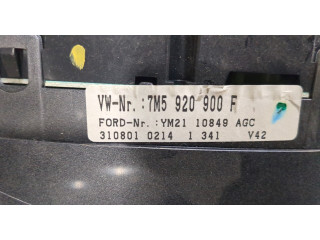 VW-Nr.:7M5 920 900 F
FORD-Nr.:YM21 10849 AGC
310801 0214 1 341 V42